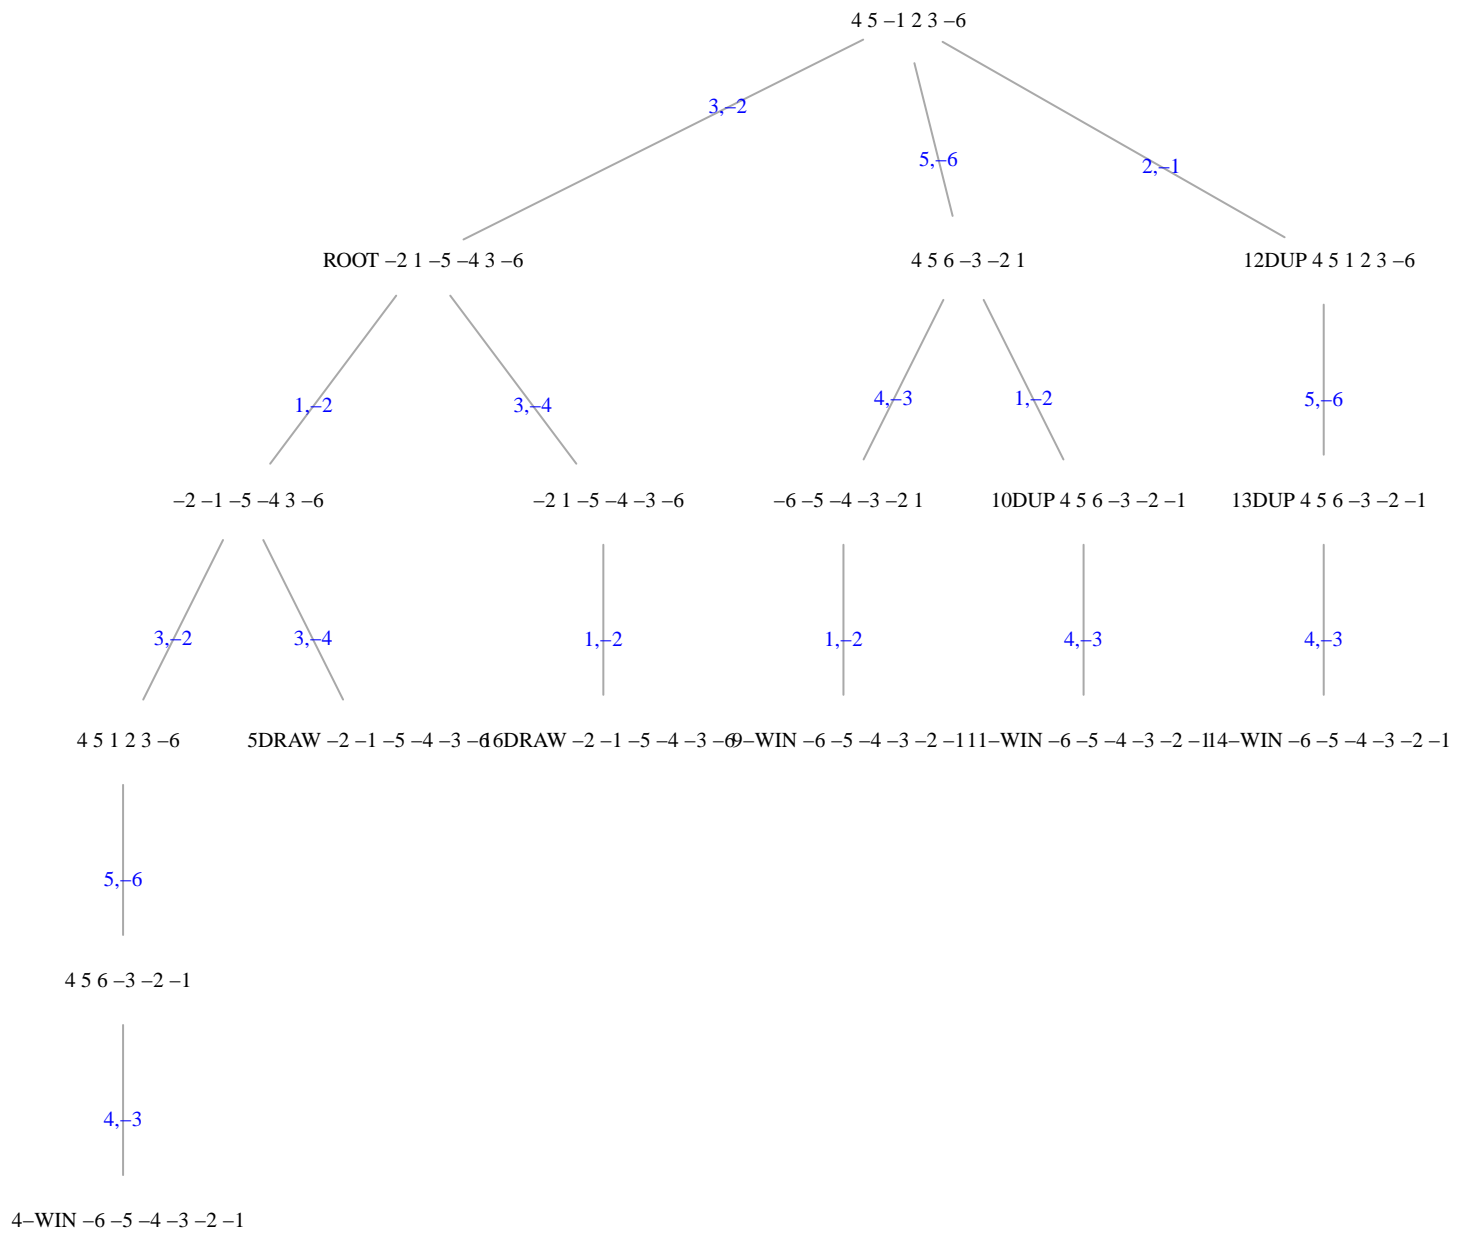 4 5 –1 2 3 –6
3,–2
5,–6
2,–1
ROOT –2 1 –5 –4 3 –6
4 5 6 –3 –2 1
12DUP 4 5 1 2 3 –6
1,–2
3,–4
4,–3
1,–2
5,–6
–2 –1 –5 –4 3 –6
–2 1 –5 –4 –3 –6
–6 –5 –4 –3 –2 1
10DUP 4 5 6 –3 –2 –1
13DUP 4 5 6 –3 –2 –1
3,–2
3,–4
1,–2
1,–2
4,–3
4,–3
4 5 1 2 3 –6
5DRAW –2 –1 –5 –4 –3 –6
16DRAW –2 –1 –5 –4 –3 –6
9–WIN –6 –5 –4 –3 –2 –1
11–WIN –6 –5 –4 –3 –2 –1
14–WIN –6 –5 –4 –3 –2 –1
5,–6
4 5 6 –3 –2 –1
4,–3
4–WIN –6 –5 –4 –3 –2 –1